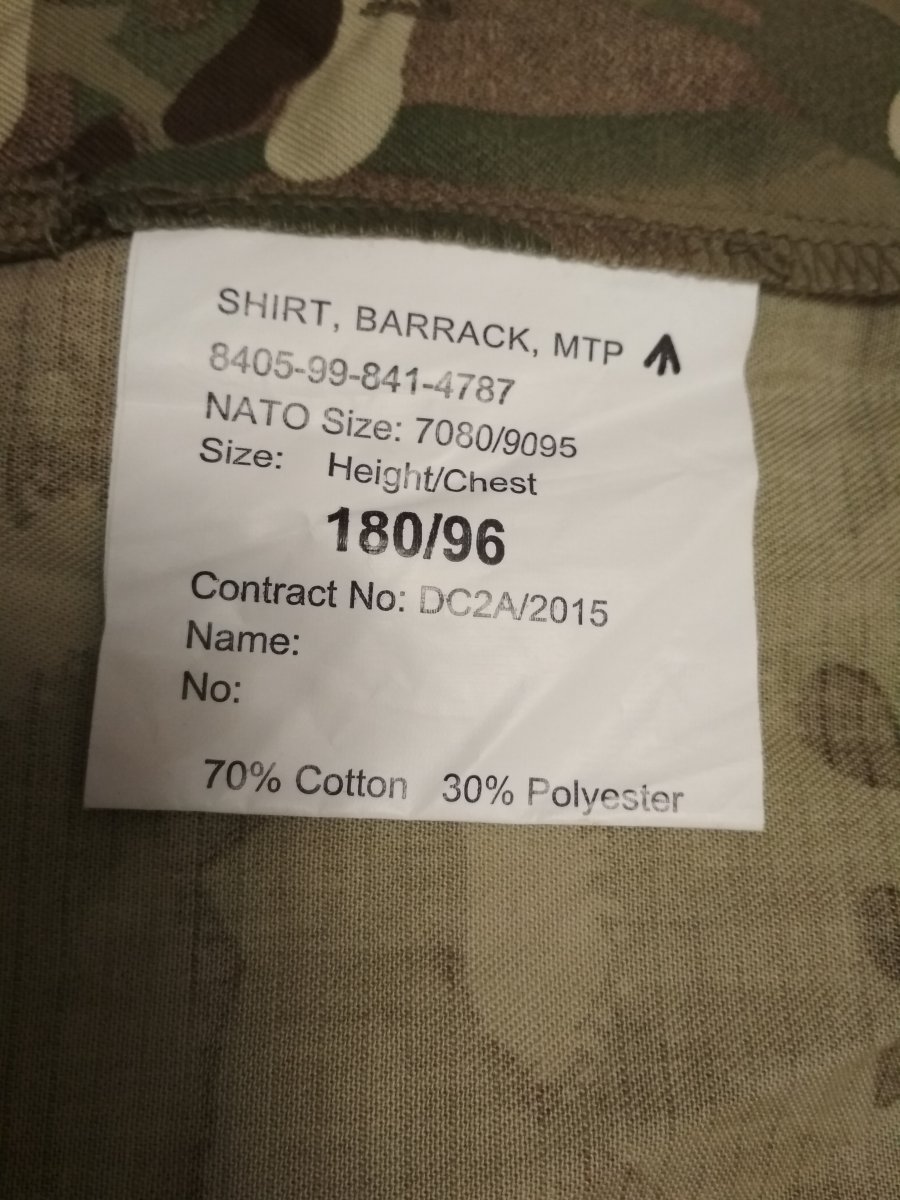 SHIRT, BARRACK, MTP
8405-99-841-4787
NATO Size: 7080/9095
Size: Height/Chest
180/96
Contract No: DC2A/2015
Name:
No:
70% Cotton 30% Polyester